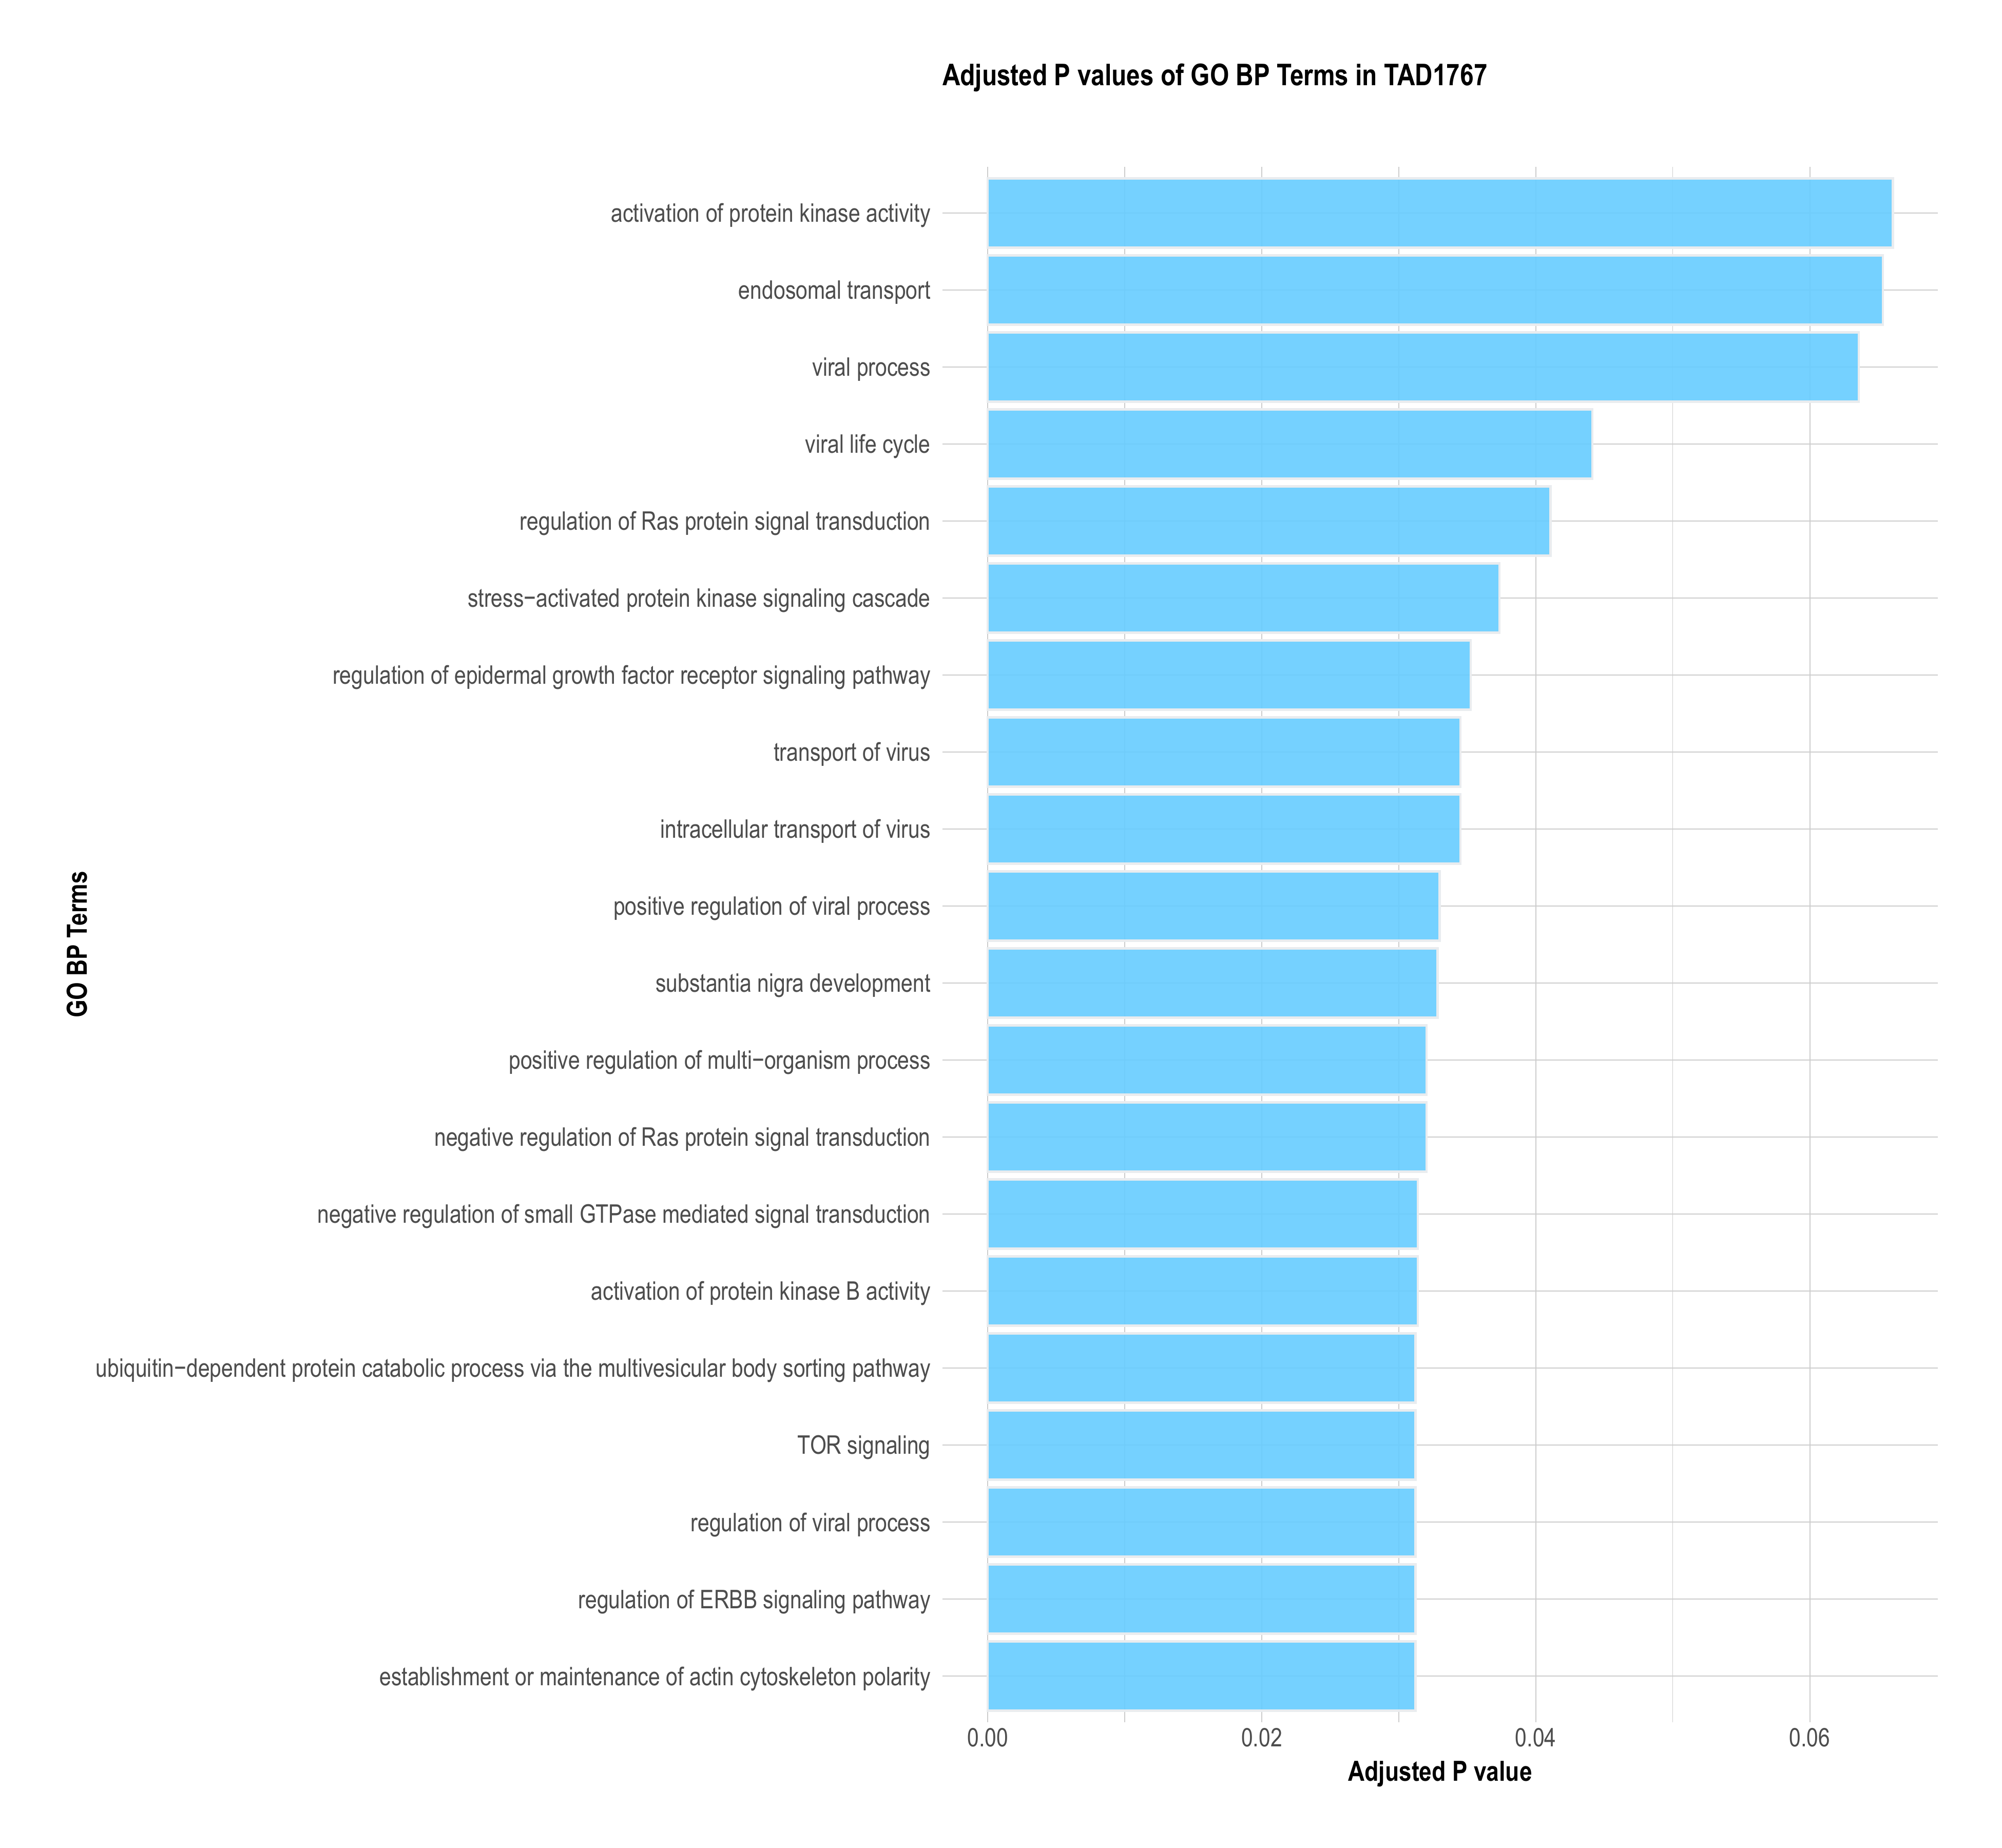 Adjusted P values of GO BP Terms in TAD1767
activation of protein kinase activity
endosomal transport
viral process
viral life cycle
regulation of Ras protein signal transduction
stress−activated protein kinase signaling cascade
regulation of epidermal growth factor receptor signaling pathway
transport of virus
intracellular transport of virus
positive regulation of viral process
substantia nigra development
positive regulation of multi−organism process
negative regulation of Ras protein signal transduction
negative regulation of small GTPase mediated signal transduction
activation of protein kinase B activity
ubiquitin−dependent protein catabolic process via the multivesicular body sorting pathway
TOR signaling
regulation of viral process
regulation of ERBB signaling pathway
establishment or maintenance of actin cytoskeleton polarity
GO BP Terms
0.00 0.02 0.04 0.06
Adjusted P value